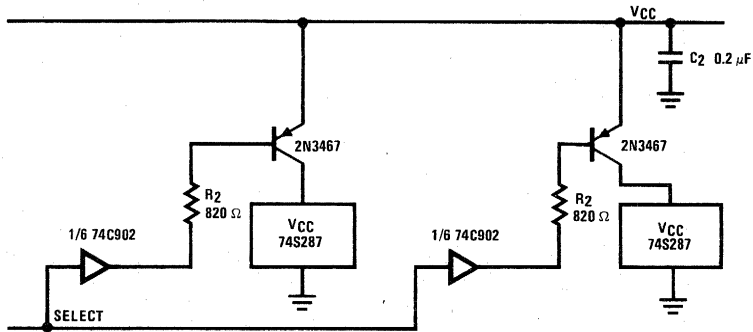 VCC
C2 0.2 µF
2N3467
2N3467
R2
820 Ω
R2
820 Ω
VCC
74S287
VCC
74S287
1/6 74C902
1/6 74C902
SELECT